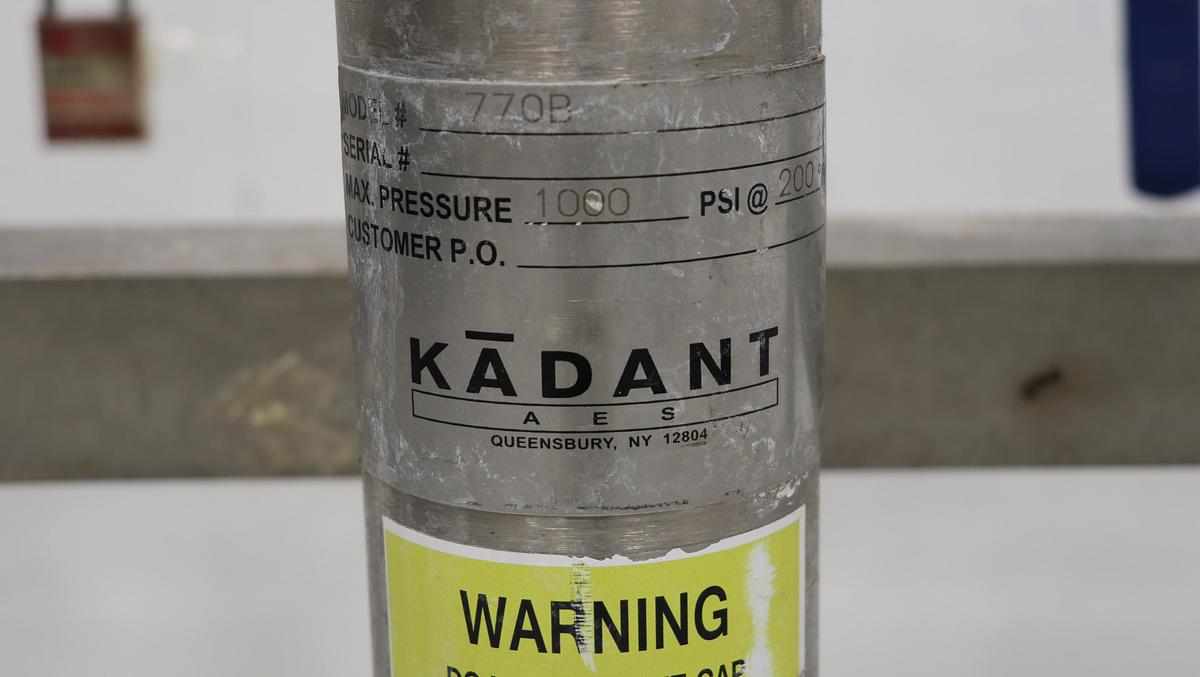 MODEL # 770B
SERIAL #
MAX. PRESSURE 1000 PSI @ 200°
CUSTOMER P.O.
KĀDANT
AES
QUEENSBURY, NY 12804
WARNING